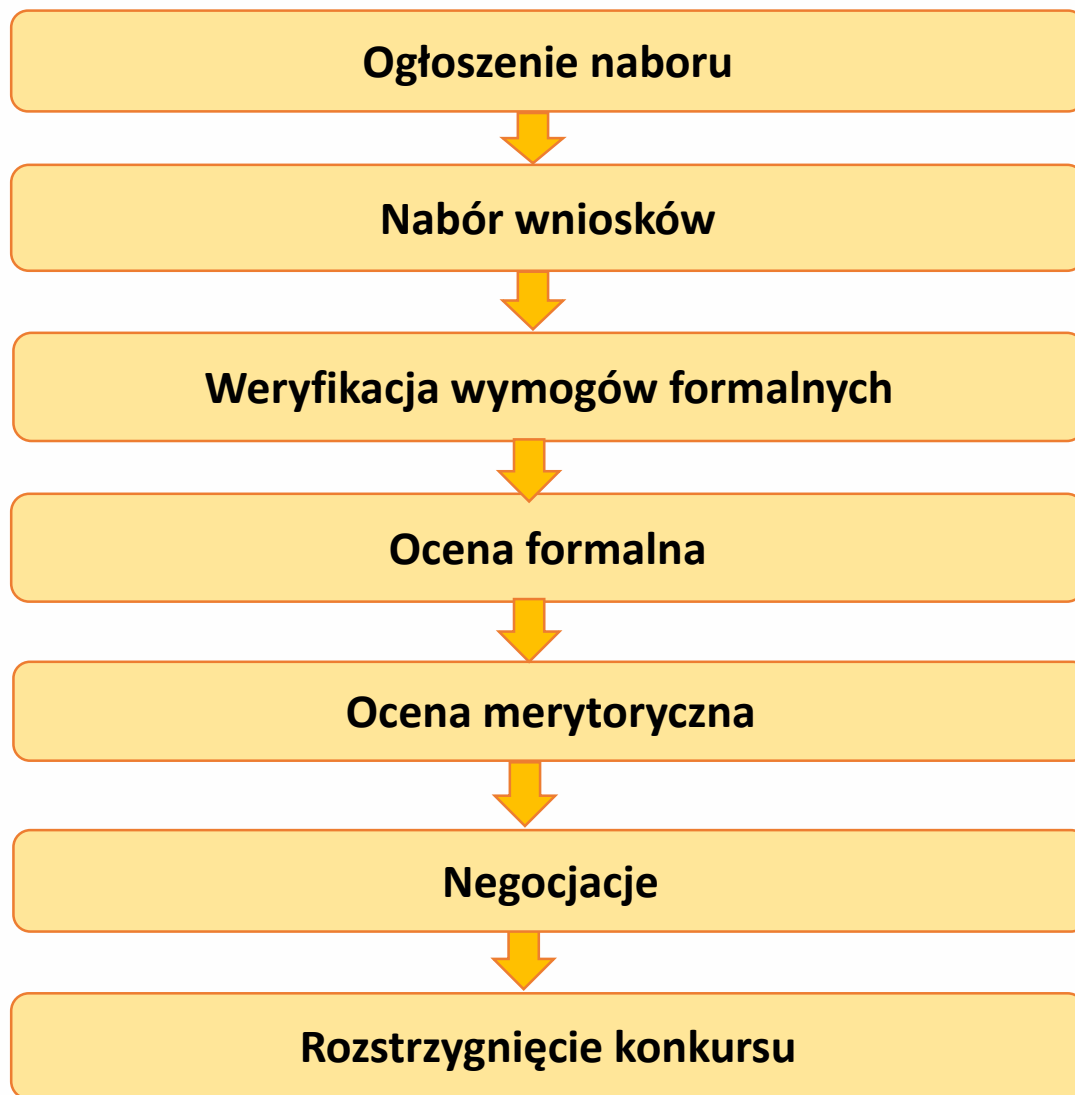 Ogłoszenie naboru
Nabór wniosków
Weryfikacja wymogów formalnych
Ocena formalna
Ocena merytoryczna
Negocjacje
Rozstrzygnięcie konkursu